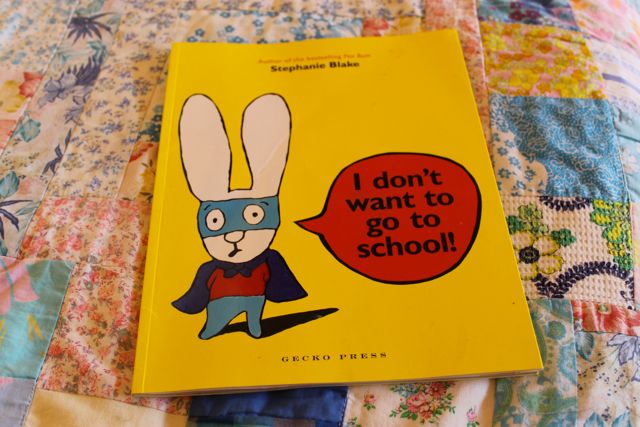 Author of the bestselling Poo Bum
Stephanie Blake
I don't
want to
go to
school!
GECKO PRESS